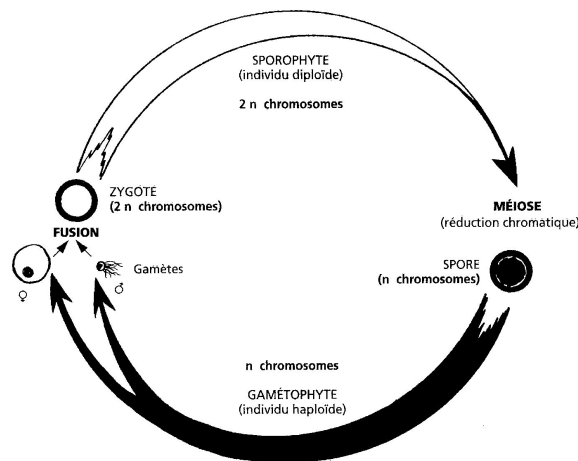 SPOROPHYTE
(individu diploïde)
2 n chromosomes
ZYGOTE
(2 n chromosomes)
FUSION
MÉIOSE
(réduction chromatique)
Gamètes
♀
♂
SPORE
(n chromosomes)
n chromosomes
GAMÉTOPHYTE
(individu haploïde)